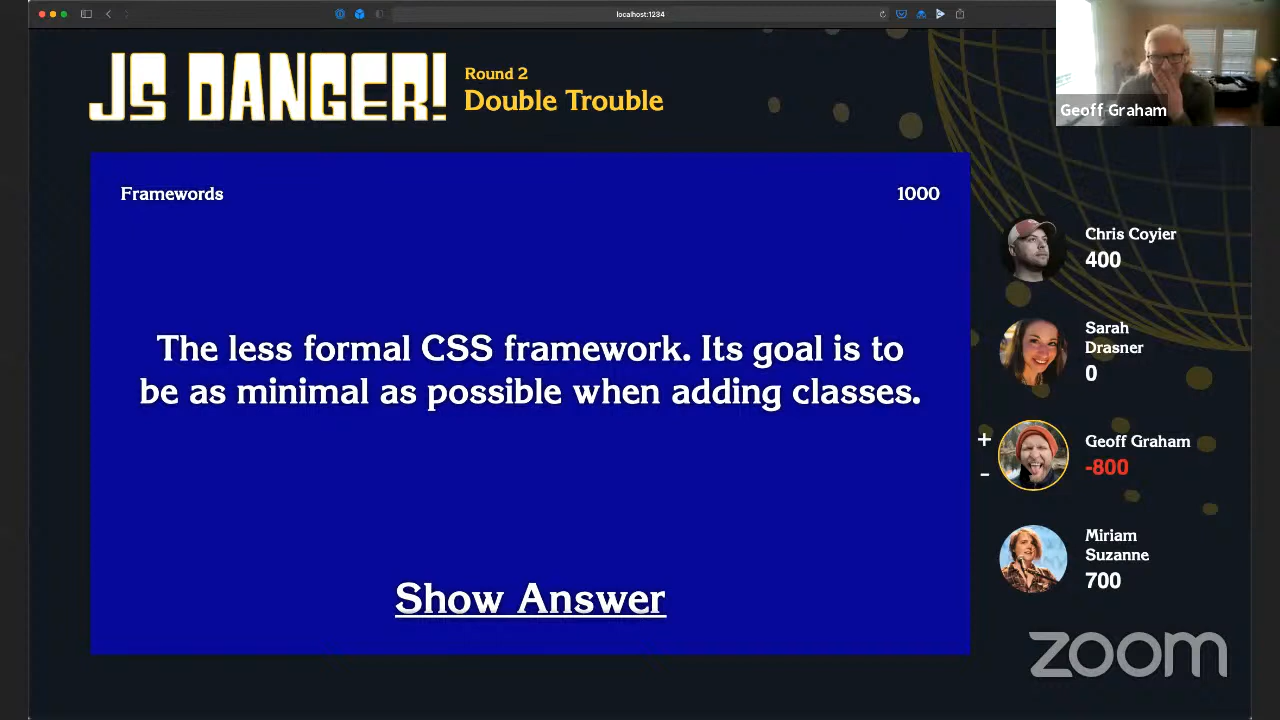 localhost:1234
JS DANGER!
Round 2
Double Trouble
Geoff Graham
Framewords
1000
The less formal CSS framework. Its goal is to
be as minimal as possible when adding classes.
Show Answer
Chris Coyier
400
Sarah
Drasner
0
+
-
Geoff Graham
-800
Miriam
Suzanne
700
zoom